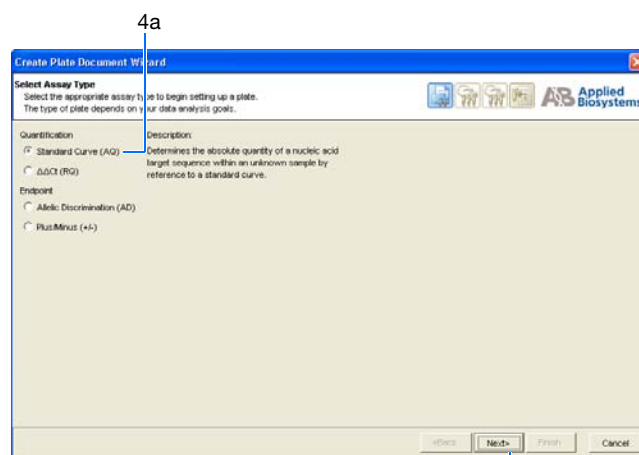 4a
Create Plate Document Wizard
Select Assay Type
Select the appropriate assay type to begin setting up a plate.
The type of plate depends on your data analysis goals.
Applied
Biosystems
Quantification
Standard Curve (AQ)
ΔΔCt (RQ)
Endpoint
Allelic Discrimination (AD)
Plus/Minus (+/-)
Description:
Determines the absolute quantity of a nucleic acid
target sequence within an unknown sample by
reference to a standard curve.
<Back Next> Finish Cancel